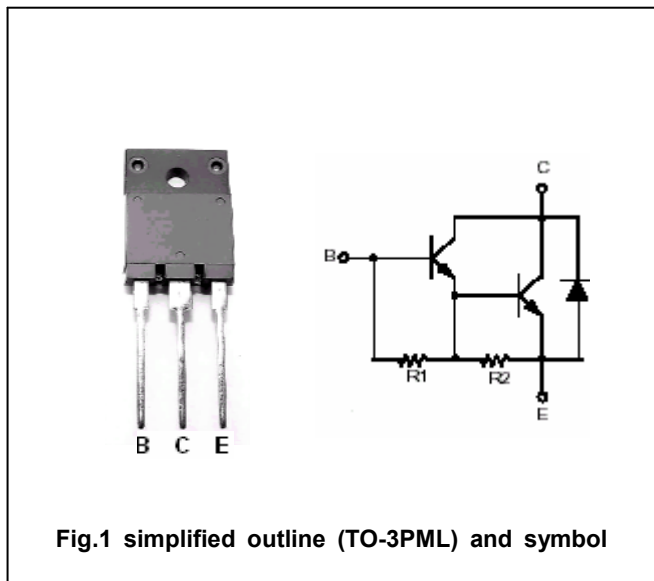 C
B
R1 R2
E
B C E
Fig.1 simplified outline (TO-3PML) and symbol